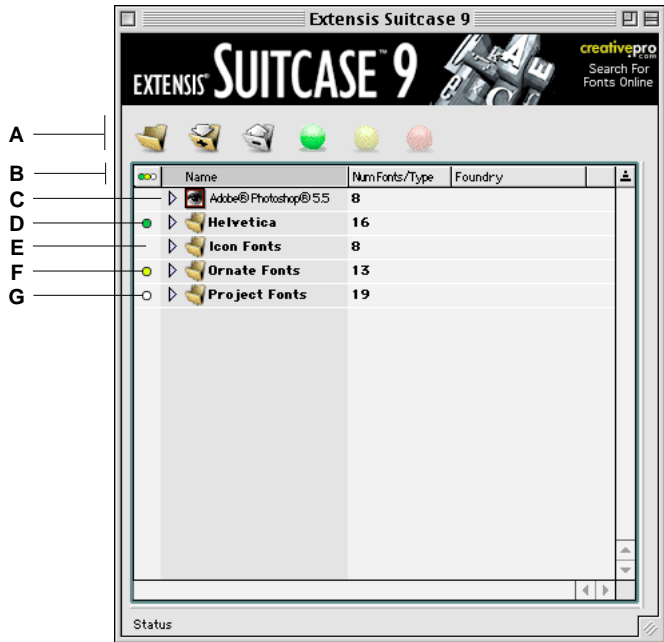 Extensis Suitcase 9
EXTENSIS® SUITCASE™ 9
creativepro
.com
Search For
Fonts Online
A
B
Name Num Fonts/Type Foundry
C Adobe® Photoshop® 5.5 8
D Helvetica 16
E Icon Fonts 8
F Ornate Fonts 13
G Project Fonts 19
Status